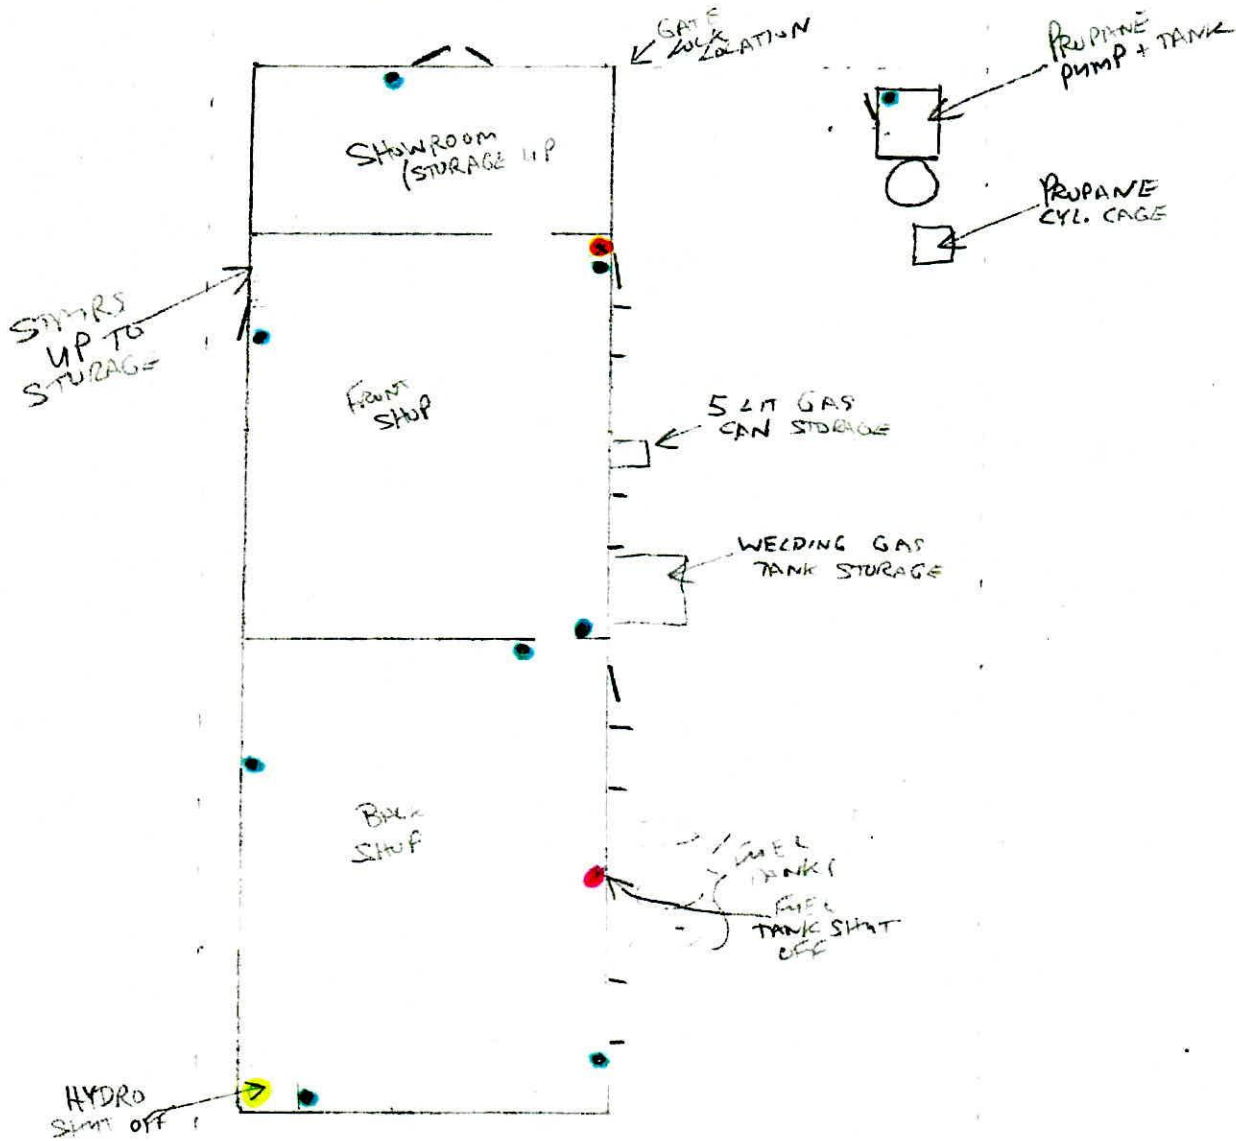 GATE
LOCK
LOCATION
PROPANE
PUMP + TANK
SHOWROOM
(STORAGE UP
PROPANE
CYL. CAGE
STAIRS
UP TO
STORAGE
FRONT
SHOP
5 LIT GAS
CAN STORAGE
WELDING GAS
TANK STORAGE
BACK
SHOP
FUEL
TANKS
FUEL
TANK SHUT
OFF
HYDRO
SHUT OFF